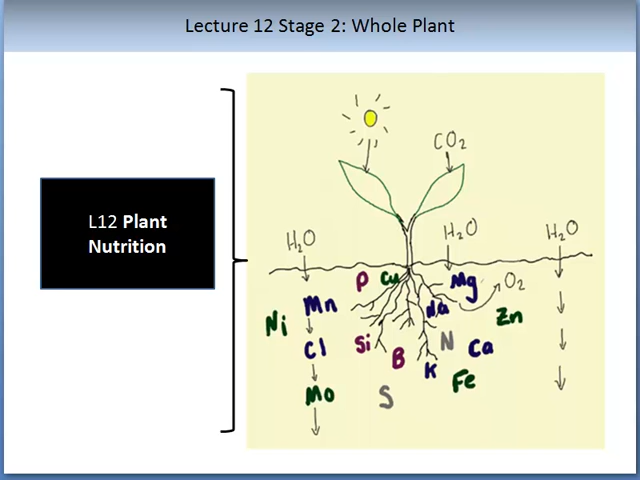 Lecture 12 Stage 2: Whole Plant
L12 Plant
Nutrition
CO2
H2O
H2O
H2O
P
Cu
Mg
O2
Mn
Na
Zn
Ni
Cl
Si
B
N
Ca
K
Fe
Mo
S